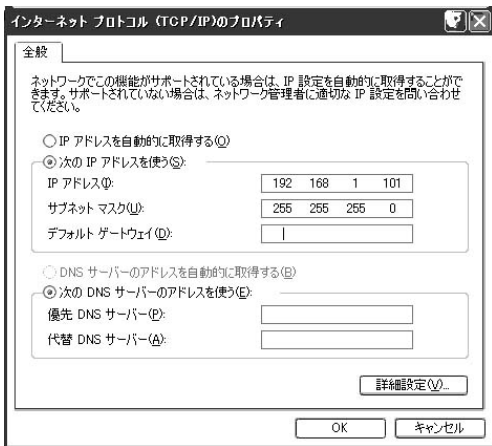 インターネット プロトコル (TCP/IP)のプロパティ
?
X
全般
ネットワークでこの機能がサポートされている場合は、IP 設定を自動的に取得することがで
きます。サポートされていない場合は、ネットワーク管理者に適切な IP 設定を問い合わせ
てください。
IP アドレスを自動的に取得する(O)
次の IP アドレスを使う(S):
IP アドレス(I): 192 168 1 101
サブネット マスク(U): 255 255 255 0
デフォルト ゲートウェイ(D):
DNS サーバーのアドレスを自動的に取得する(B)
次の DNS サーバーのアドレスを使う(E):
優先 DNS サーバー(P):
代替 DNS サーバー(A):
詳細設定(V)...
OK キャンセル